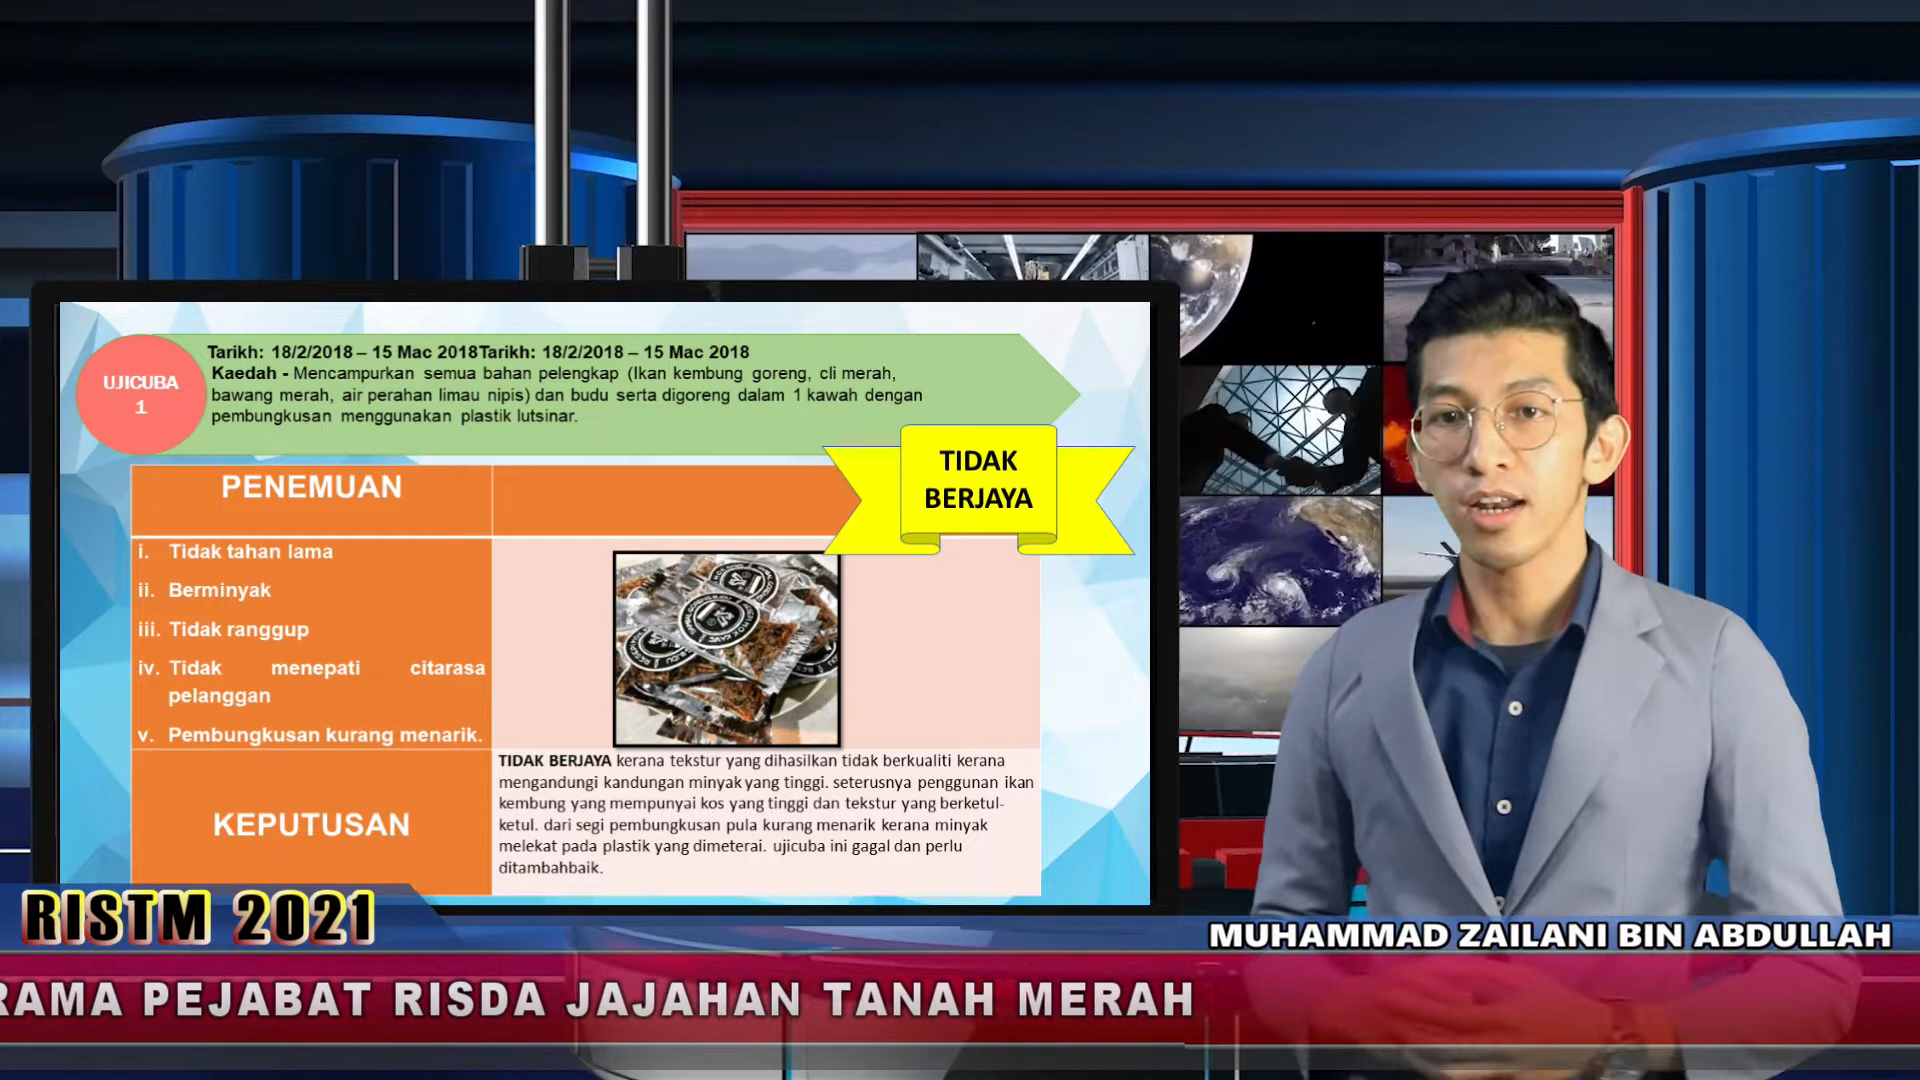 UJICUBA
1
Tarikh: 18/2/2018 – 15 Mac 2018Tarikh: 18/2/2018 – 15 Mac 2018
Kaedah - Mencampurkan semua bahan pelengkap (Ikan kembung goreng, cli merah,
bawang merah, air perahan limau nipis) dan budu serta digoreng dalam 1 kawah dengan
pembungkusan menggunakan plastik lutsinar.
TIDAK
BERJAYA
PENEMUAN
i. Tidak tahan lama
ii. Berminyak
iii. Tidak ranggup
iv. Tidak menepati citarasa
pelanggan
v. Pembungkusan kurang menarik.
KEPUTUSAN
TIDAK BERJAYA kerana tekstur yang dihasilkan tidak berkualiti kerana
mengandungi kandungan minyak yang tinggi. seterusnya penggunan ikan
kembung yang mempunyai kos yang tinggi dan tekstur yang berketul-
ketul. dari segi pembungkusan pula kurang menarik kerana minyak
melekat pada plastik yang dimeterai. ujicuba ini gagal dan perlu
ditambahbaik.
RISTM 2021
MUHAMMAD ZAILANI BIN ABDULLAH
RAMA PEJABAT RISDA JAJAHAN TANAH MERAH